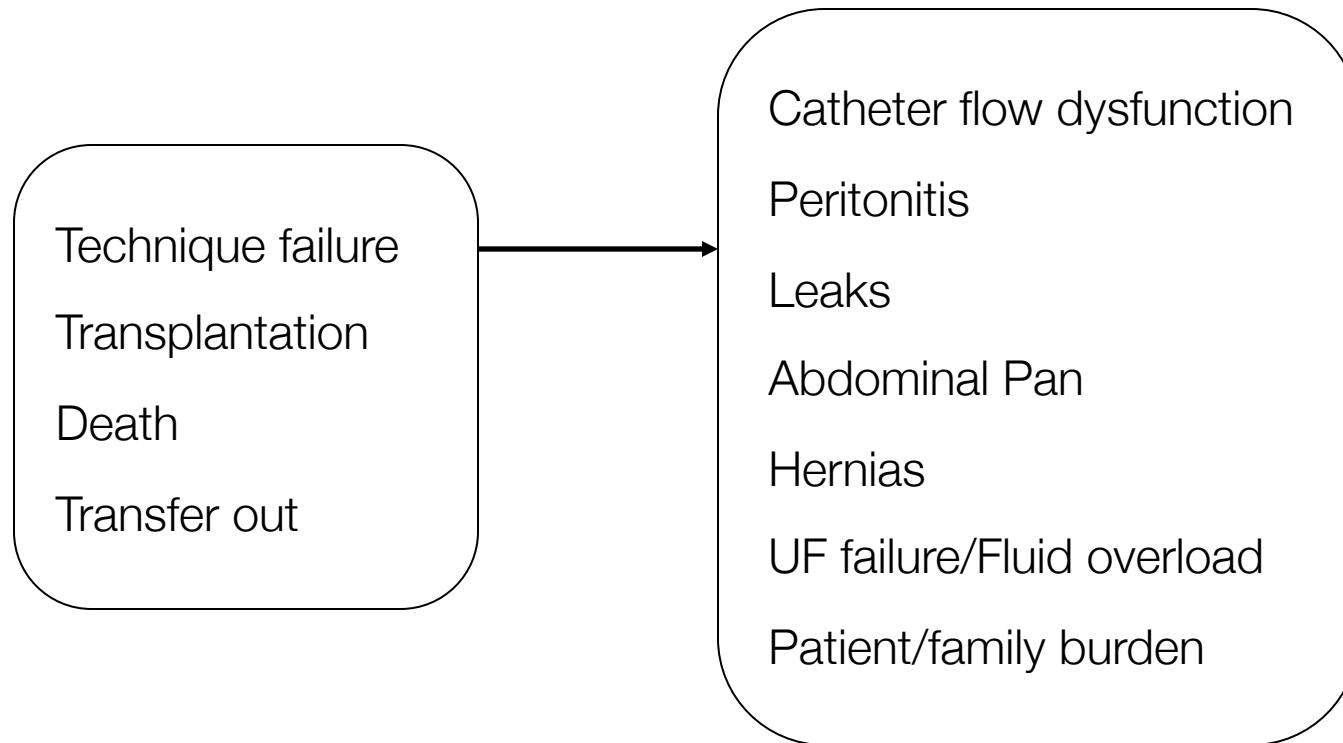 Technique failure
Transplantation
Death
Transfer out
Catheter flow dysfunction
Peritonitis
Leaks
Abdominal Pan
Hernias
UF failure/Fluid overload
Patient/family burden